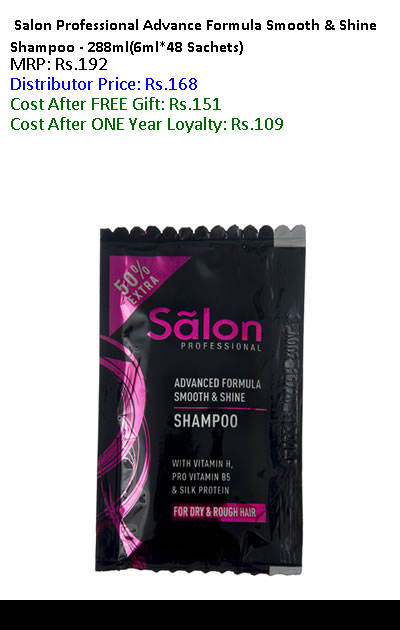 Salon Professional Advance Formula Smooth & Shine
Shampoo - 288ml(6ml*48 Sachets)
MRP: Rs.192
Distributor Price: Rs.168
Cost After FREE Gift: Rs.151
Cost After ONE Year Loyalty: Rs.109
50%
EXTRA
Sãlon
PROFESSIONAL
ADVANCED FORMULA
SMOOTH & SHINE
SHAMPOO
WITH VITAMIN H,
PRO VITAMIN B5
& SILK PROTEIN
FOR DRY & ROUGH HAIR